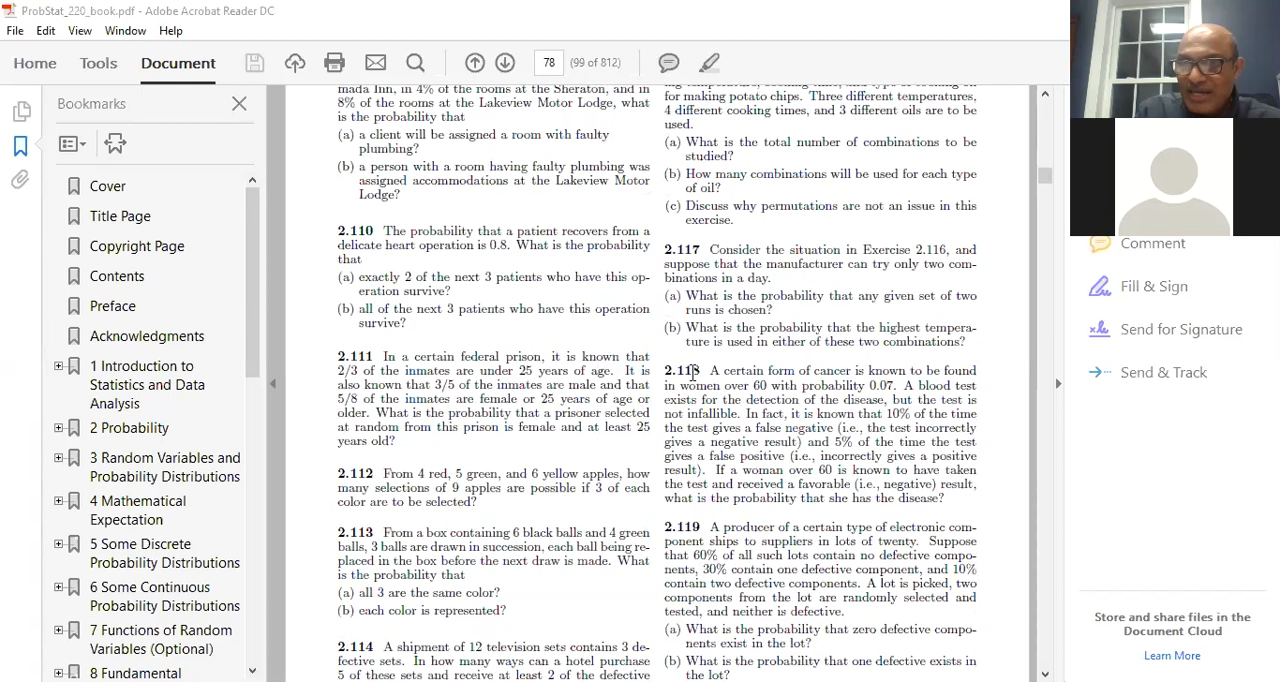 ProbStat_220_book.pdf - Adobe Acrobat Reader DC
File Edit View Window Help
Home Tools Document 78 (99 of 812)
Bookmarks
Cover
Title Page
Copyright Page
Contents
Preface
Acknowledgments
1 Introduction to
Statistics and Data
Analysis
2 Probability
3 Random Variables and
Probability Distributions
4 Mathematical
Expectation
5 Some Discrete
Probability Distributions
6 Some Continuous
Probability Distributions
7 Functions of Random
Variables (Optional)
8 Fundamental
mada Inn, in 4% of the rooms at the Sheraton, and in
8% of the rooms at the Lakeview Motor Lodge, what
is the probability that
(a) a client will be assigned a room with faulty
plumbing?
(b) a person with a room having faulty plumbing was
assigned accommodations at the Lakeview Motor
Lodge?
2.110 The probability that a patient recovers from a
delicate heart operation is 0.8. What is the probability
that
(a) exactly 2 of the next 3 patients who have this op-
eration survive?
(b) all of the next 3 patients who have this operation
survive?
2.111 In a certain federal prison, it is known that
2/3 of the inmates are under 25 years of age. It is
also known that 3/5 of the inmates are male and that
5/8 of the inmates are female or 25 years of age or
older. What is the probability that a prisoner selected
at random from this prison is female and at least 25
years old?
2.112 From 4 red, 5 green, and 6 yellow apples, how
many selections of 9 apples are possible if 3 of each
color are to be selected?
2.113 From a box containing 6 black balls and 4 green
balls, 3 balls are drawn in succession, each ball being re-
placed in the box before the next draw is made. What
is the probability that
(a) all 3 are the same color?
(b) each color is represented?
2.114 A shipment of 12 television sets contains 3 de-
fective sets. In how many ways can a hotel purchase
5 of these sets and receive at least 2 of the defective
ing temperature, cooking time, and type of cooking oil
for making potato chips. Three different temperatures,
4 different cooking times, and 3 different oils are to be
used.
(a) What is the total number of combinations to be
studied?
(b) How many combinations will be used for each type
of oil?
(c) Discuss why permutations are not an issue in this
exercise.
2.117 Consider the situation in Exercise 2.116, and
suppose that the manufacturer can try only two com-
binations in a day.
(a) What is the probability that any given set of two
runs is chosen?
(b) What is the probability that the highest tempera-
ture is used in either of these two combinations?
2.118 A certain form of cancer is known to be found
in women over 60 with probability 0.07. A blood test
exists for the detection of the disease, but the test is
not infallible. In fact, it is known that 10% of the time
the test gives a false negative (i.e., the test incorrectly
gives a negative result) and 5% of the time the test
gives a false positive (i.e., incorrectly gives a positive
result). If a woman over 60 is known to have taken
the test and received a favorable (i.e., negative) result,
what is the probability that she has the disease?
2.119 A producer of a certain type of electronic com-
ponent ships to suppliers in lots of twenty. Suppose
that 60% of all such lots contain no defective compo-
nents, 30% contain one defective component, and 10%
contain two defective components. A lot is picked, two
components from the lot are randomly selected and
tested, and neither is defective.
(a) What is the probability that zero defective compo-
nents exist in the lot?
(b) What is the probability that one defective exists in
the lot?
Comment
Fill & Sign
Send for Signature
Send & Track
Store and share files in the
Document Cloud
Learn More